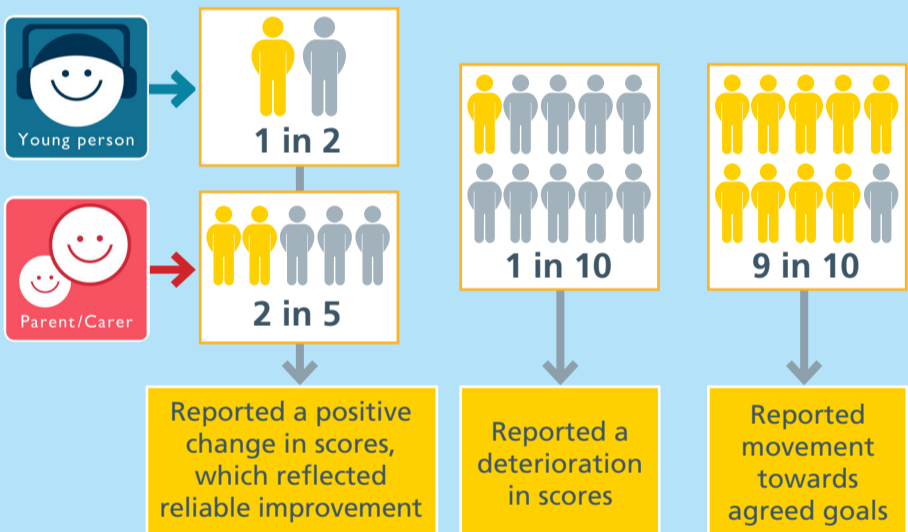 Young person
1 in 2
Parent/Carer
2 in 5
Reported a positive
change in scores,
which reflected
reliable improvement
1 in 10
Reported a
deterioration
in scores
9 in 10
Reported
movement
towards
agreed goals